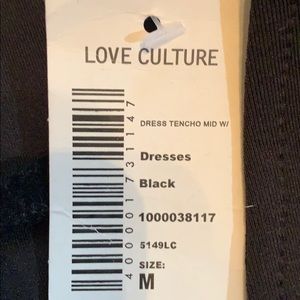 LOVE CULTURE
DRESS TENCHO MID W/
Dresses
Black
1000038117
5149LC
SIZE:
M
400001731147